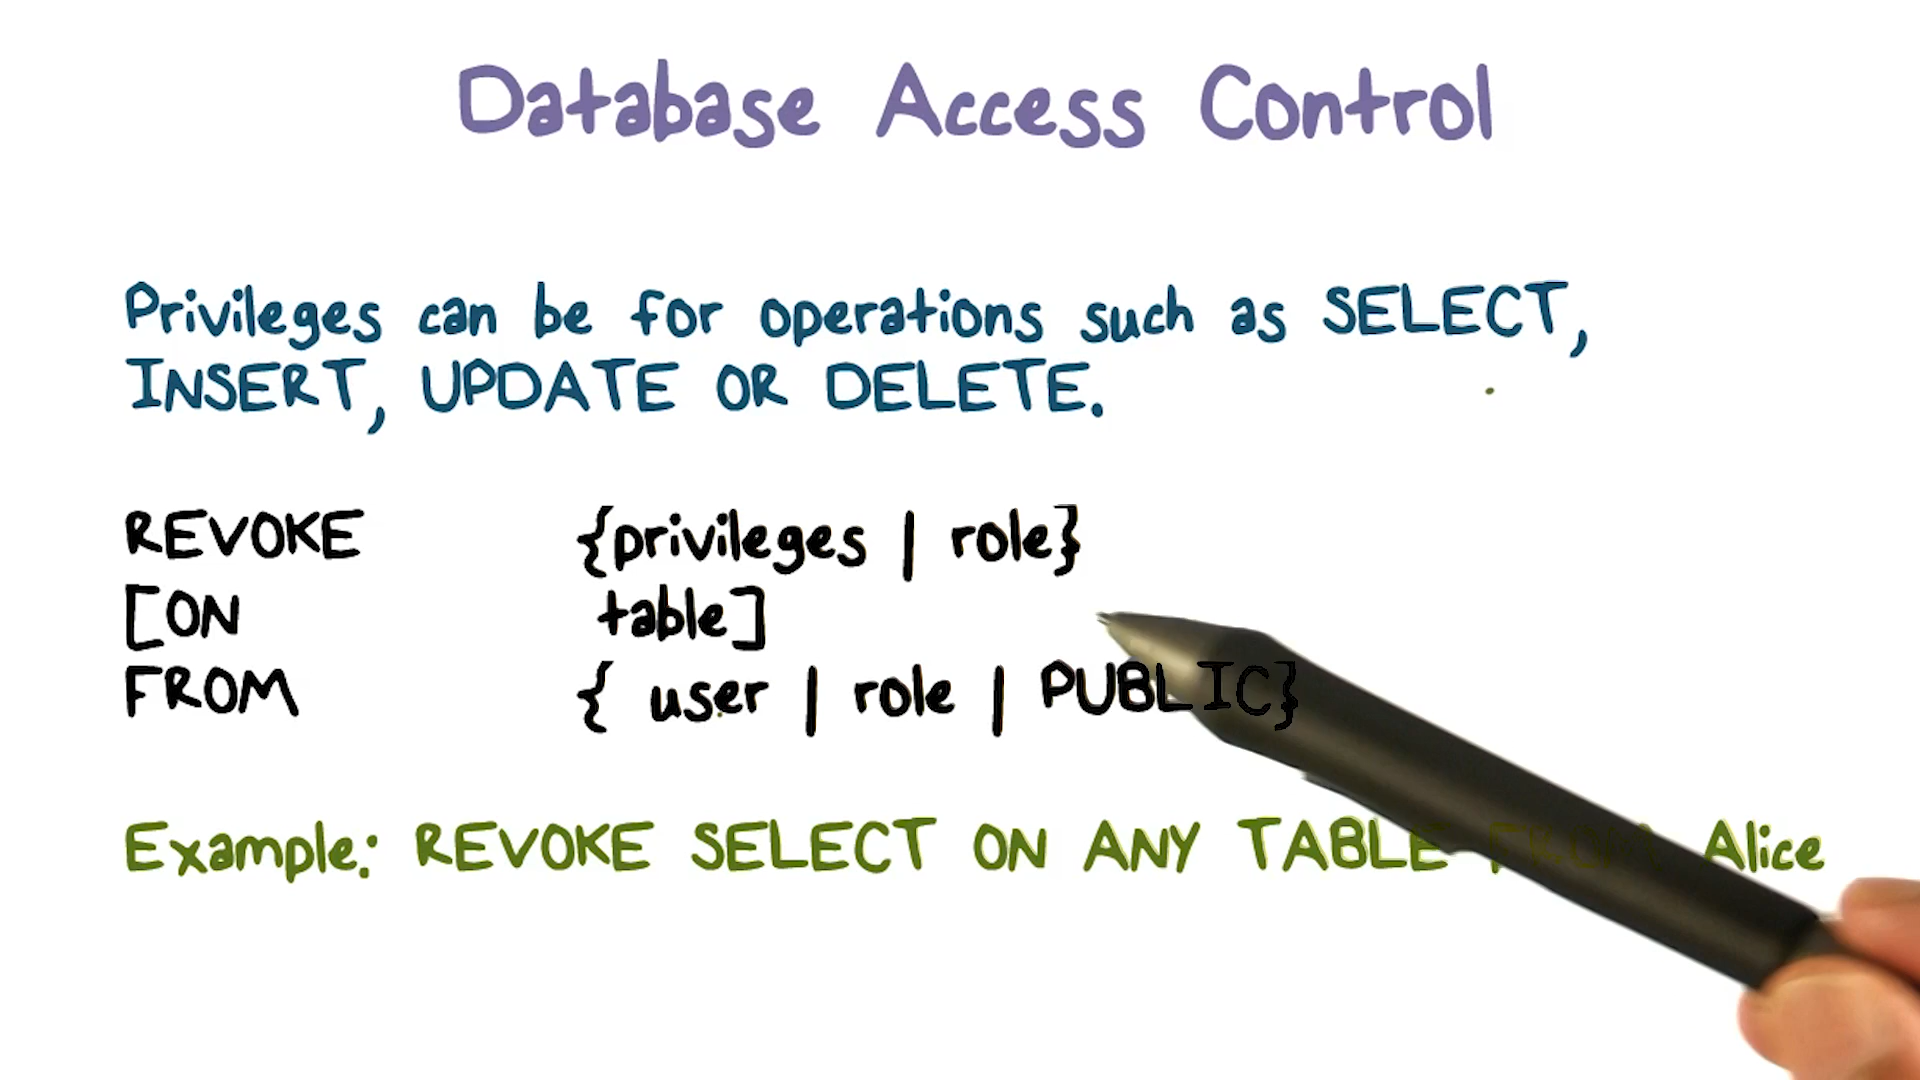 Database Access Control
Privileges can be for operations such as SELECT,
INSERT, UPDATE OR DELETE.
REVOKE {privileges | role}
[ON table]
FROM { user | role | PUBLIC}
Example: REVOKE SELECT ON ANY TABLE FROM Alice